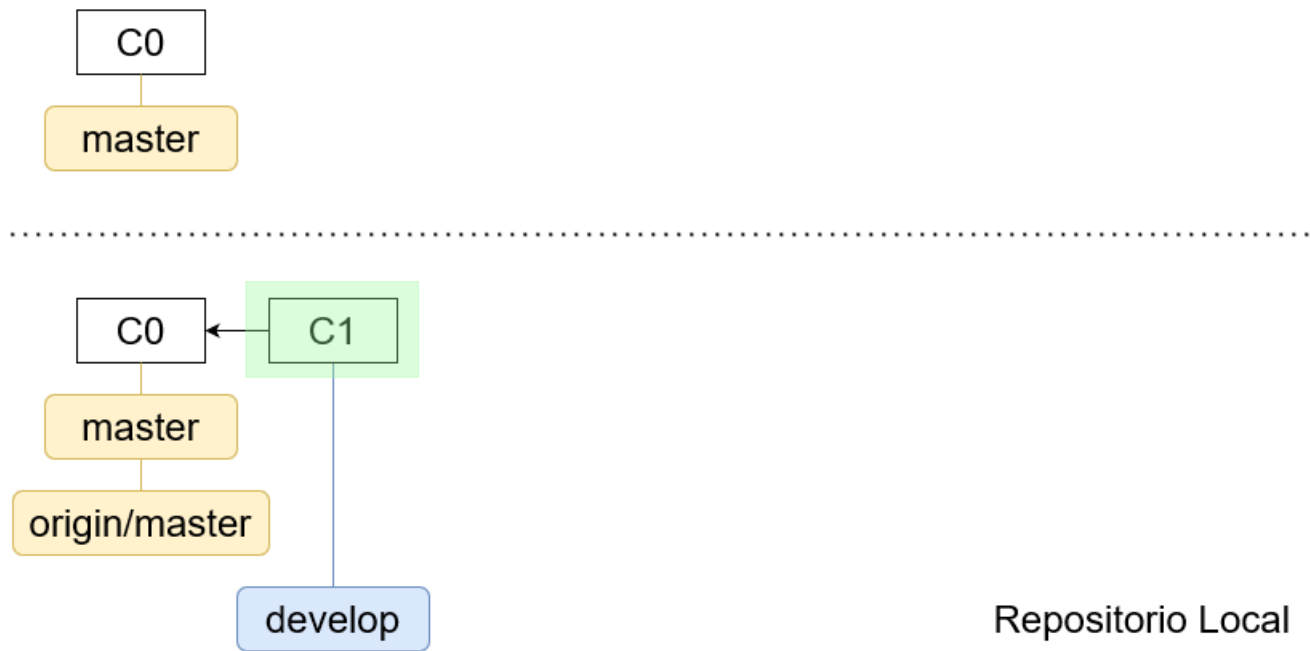 C0
master
C0
C1
master
origin/master
develop
Repositorio Local